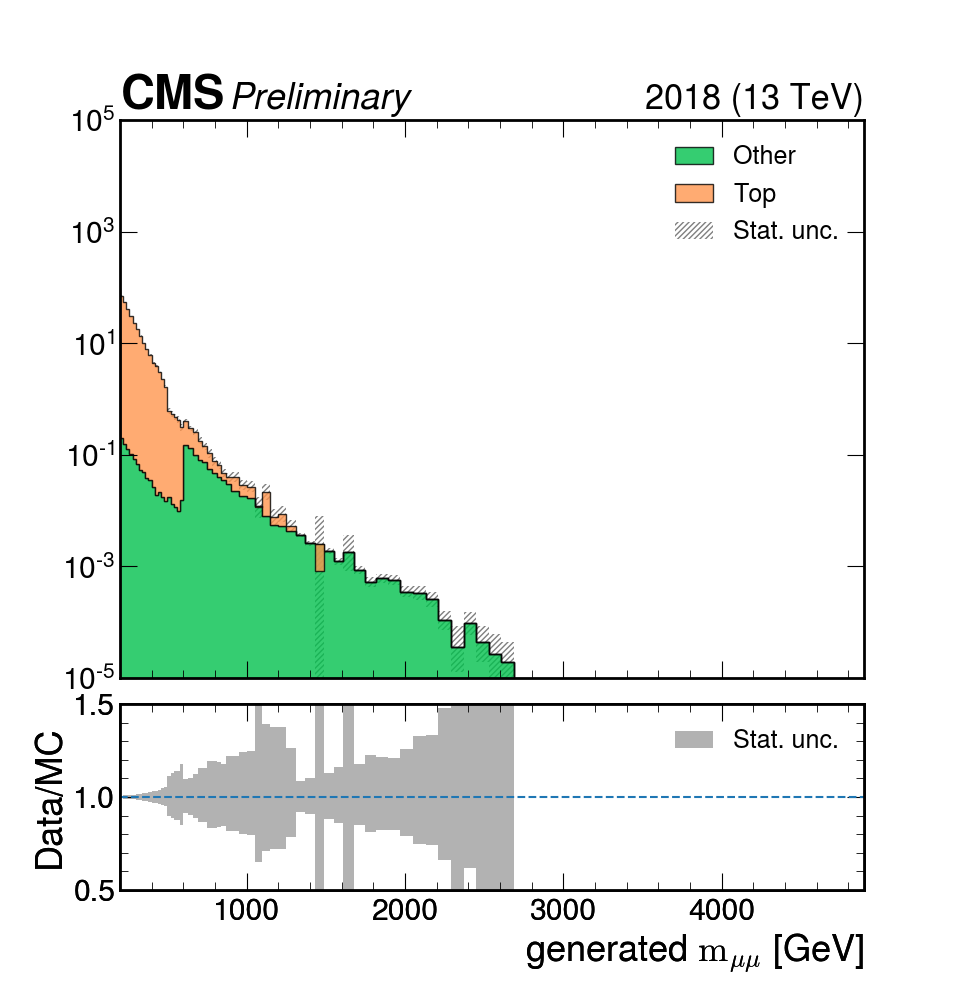 CMS Preliminary 2018 (13 TeV)
10^5
Other
Top
10^3
Stat. unc.
10^1
10^-1
10^-3
10^-5
1.5
Stat. unc.
Data/MC
1.0
0.5
1000 2000 3000 4000
generated m_μμ [GeV]